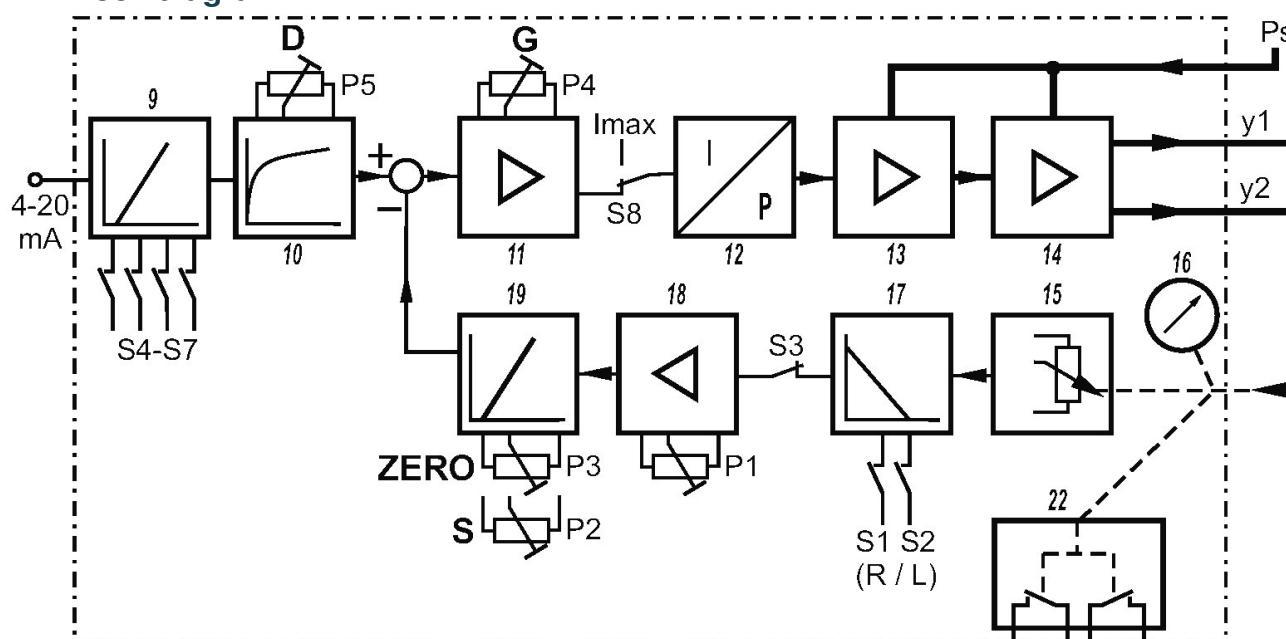 D
G
Ps
P5
P4
9
Imax
y1
+
4-20
mA
−
S8
I
P
y2
10
11
12
13
14
16
19
18
17
15
S4-S7
S3
ZERO
P3
P1
22
S
P2
S1 S2
(R / L)